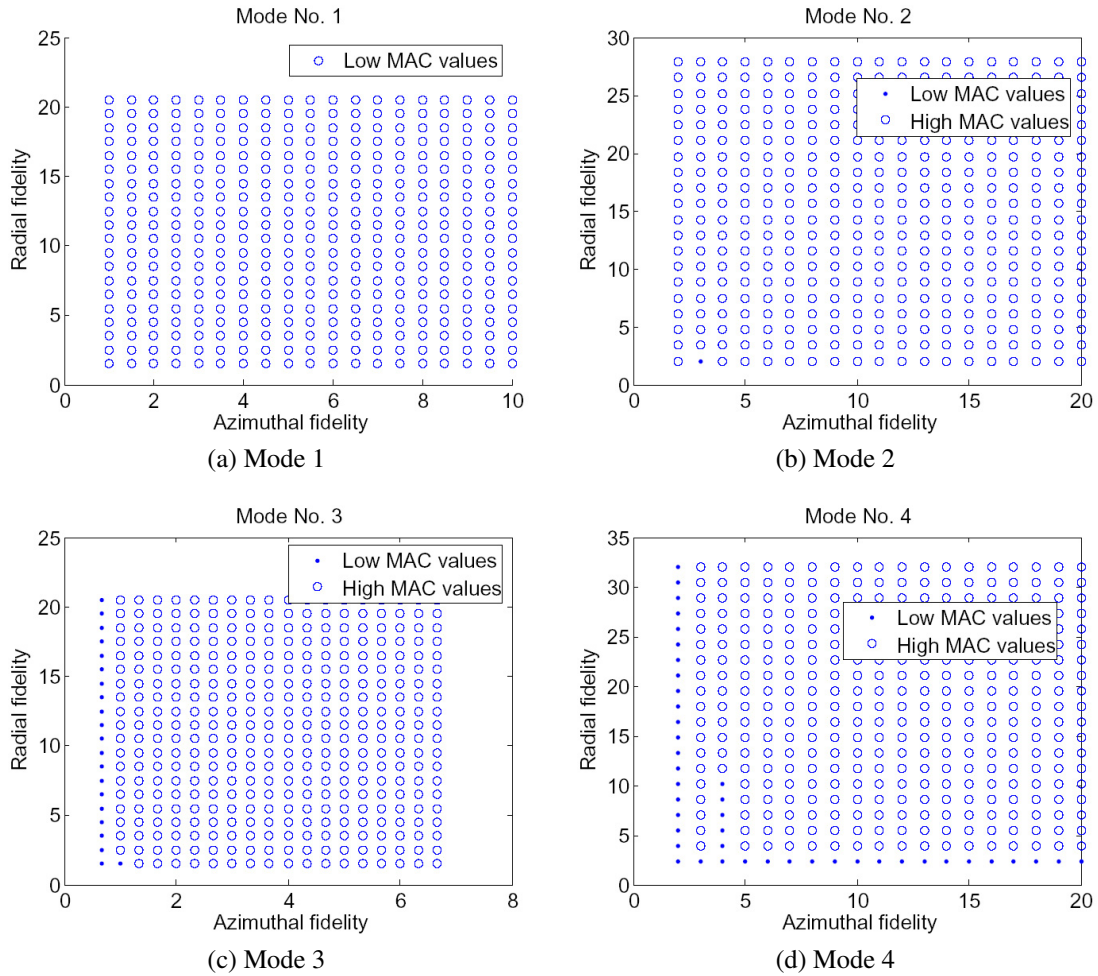 Mode No. 1
25
20
15
10
5
0
Radial fidelity
Low MAC values
0 2 4 6 8 10
Azimuthal fidelity
(a) Mode 1
Mode No. 2
30
25
20
15
10
5
0
Radial fidelity
Low MAC values
High MAC values
0 5 10 15 20
Azimuthal fidelity
(b) Mode 2
Mode No. 3
25
20
15
10
5
0
Radial fidelity
Low MAC values
High MAC values
0 2 4 6 8
Azimuthal fidelity
(c) Mode 3
Mode No. 4
35
30
25
20
15
10
5
0
Radial fidelity
Low MAC values
High MAC values
0 5 10 15 20
Azimuthal fidelity
(d) Mode 4